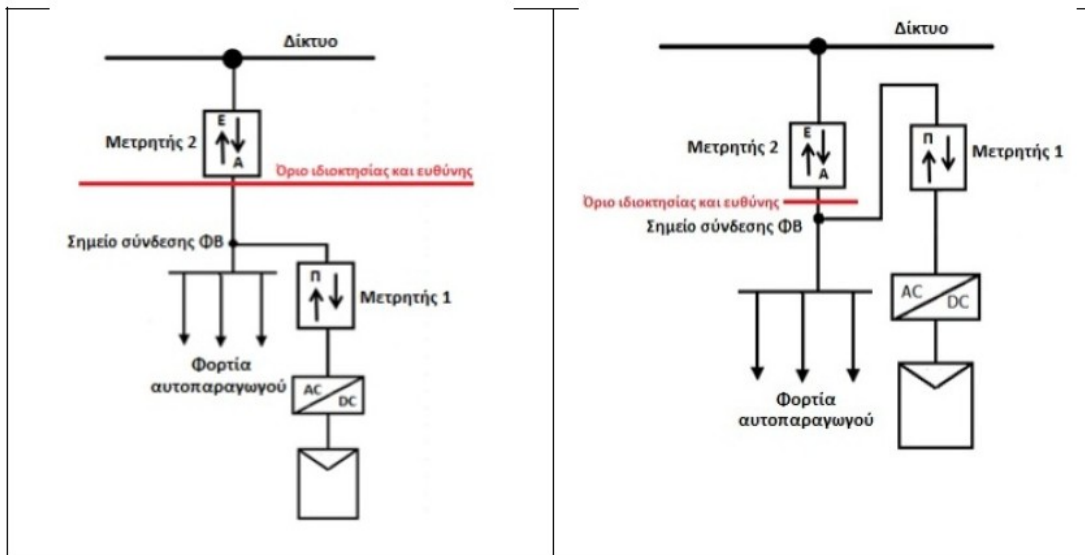 Δίκτυο
Ε
Α
Μετρητής 2
Όριο ιδιοκτησίας και ευθύνης
Σημείο σύνδεσης ΦΒ
Π
Μετρητής 1
Φορτία
αυτοπαραγωγού
AC
DC
Δίκτυο
Ε
Α
Μετρητής 2
Π
Μετρητής 1
Όριο ιδιοκτησίας και ευθύνης
Σημείο σύνδεσης ΦΒ
AC
DC
Φορτία
αυτοπαραγωγού